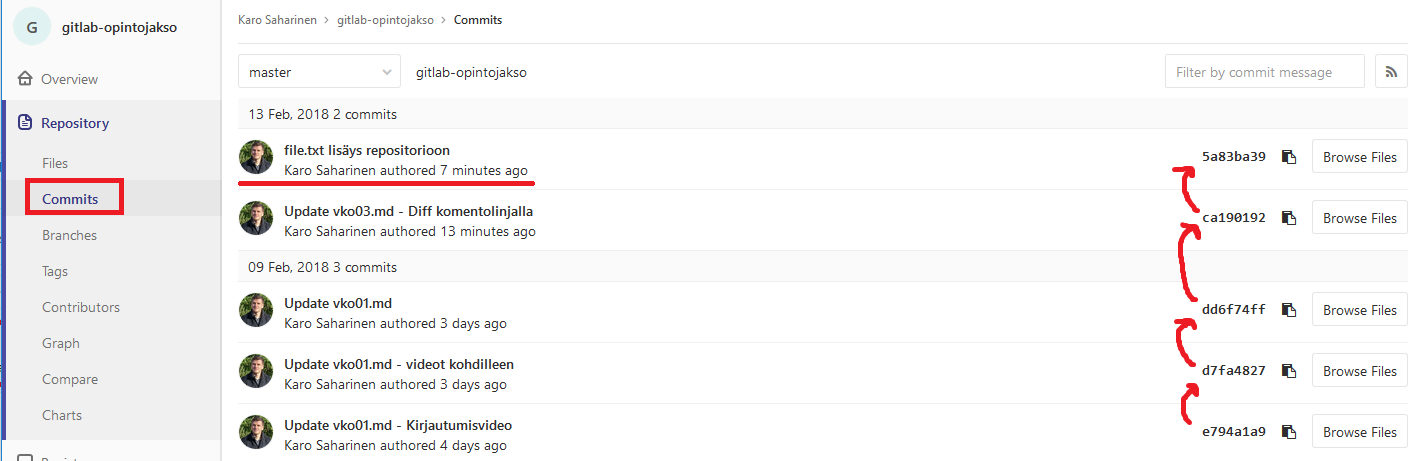 G gitlab-opintojakso
Overview
Repository
Files
Commits
Branches
Tags
Contributors
Graph
Compare
Charts
Karo Saharinen > gitlab-opintojakso > Commits
master gitlab-opintojakso Filter by commit message
13 Feb, 2018 2 commits
file.txt lisäys repositorioon
Karo Saharinen authored 7 minutes ago
5a83ba39 Browse Files
Update vko03.md - Diff komentolinjalla
Karo Saharinen authored 13 minutes ago
ca190192 Browse Files
09 Feb, 2018 3 commits
Update vko01.md
Karo Saharinen authored 3 days ago
dd6f74ff Browse Files
Update vko01.md - videot kohdilleen
Karo Saharinen authored 3 days ago
d7fa4827 Browse Files
Update vko01.md - Kirjautumisvideo
Karo Saharinen authored 4 days ago
e794a1a9 Browse Files